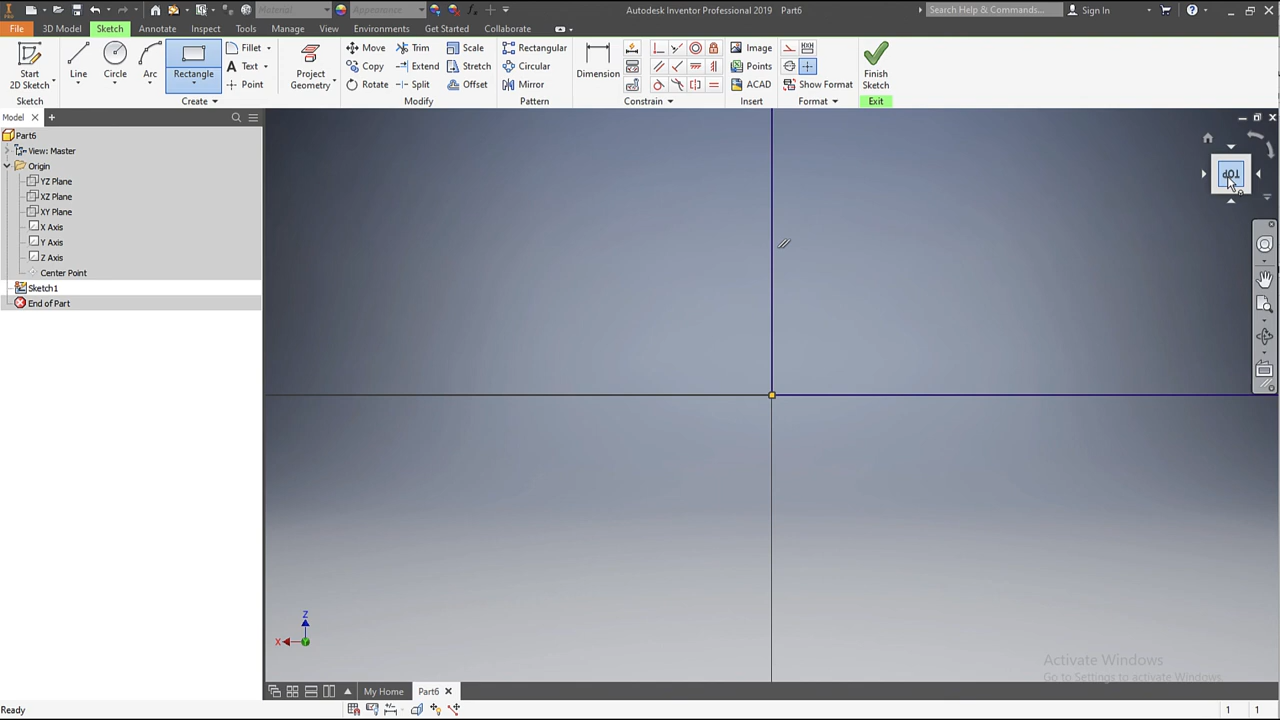 Material
Appearance
Autodesk Inventor Professional 2019 Part6
Search Help & Commands...
Sign In
PRO
File
3D Model
Sketch
Annotate
Inspect
Tools
Manage
View
Environments
Get Started
Collaborate
Start
2D Sketch
Line
Circle
Arc
Rectangle
Fillet
Text
Point
Project
Geometry
Move
Copy
Rotate
Trim
Extend
Split
Scale
Stretch
Offset
Rectangular
Circular
Mirror
Dimension
Image
Points
ACAD
Show Format
Finish
Sketch
Sketch
Create
Modify
Pattern
Constrain
Insert
Format
Exit
Model
Part6
View: Master
Origin
YZ Plane
XZ Plane
XY Plane
X Axis
Y Axis
Z Axis
Center Point
Sketch1
End of Part
TOP
Z
X
Activate Windows
Go to Settings to activate Windows.
My Home
Part6
Ready
1
1